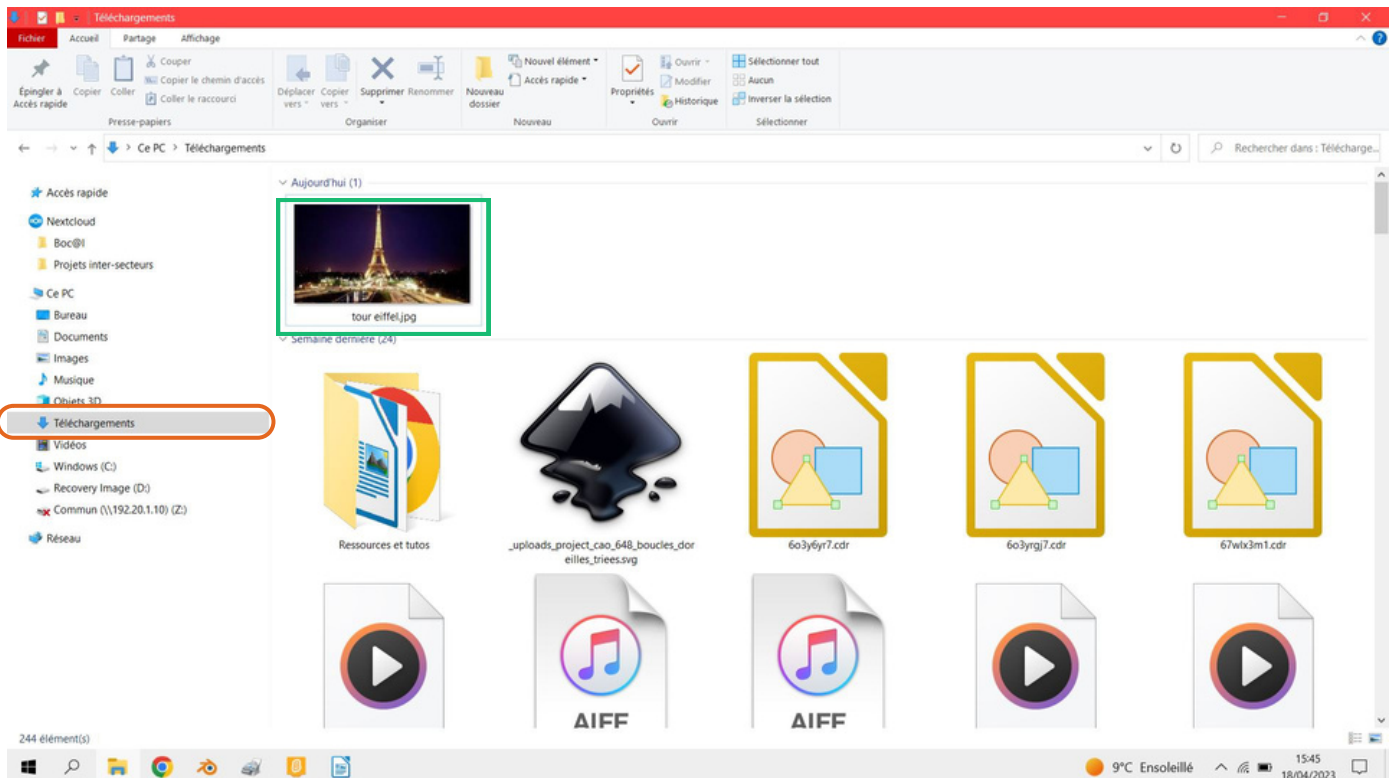 Téléchargements
Fichier Accueil Partage Affichage
Épingler à Accès rapide
Copier
Coller
Couper
Copier le chemin d'accès
Coller le raccourci
Presse-papiers
Déplacer vers
Copier vers
Supprimer
Renommer
Organiser
Nouveau dossier
Nouvel élément
Accès rapide
Nouveau
Propriétés
Ouvrir
Modifier
Historique
Ouvrir
Sélectionner tout
Aucun
Inverser la sélection
Sélectionner
Ce PC > Téléchargements
Rechercher dans : Télécharge...
Accès rapide
Nextcloud
Boc@l
Projets inter-secteurs
Ce PC
Bureau
Documents
Images
Musique
Objets 3D
Téléchargements
Vidéos
Windows (C:)
Recovery Image (D:)
Commun (\\192.20.1.10) (Z:)
Réseau
Aujourd'hui (1)
tour eiffel.jpg
Semaine dernière (24)
Ressources et tutos
_uploads_project_cao_648_boucles_dor
eilles_triees.svg
6o3y6yr7.cdr
6o3yrgj7.cdr
67wlx3m1.cdr
AIFF
AIFF
244 élément(s)
9°C Ensoleillé
15:45
18/04/2023